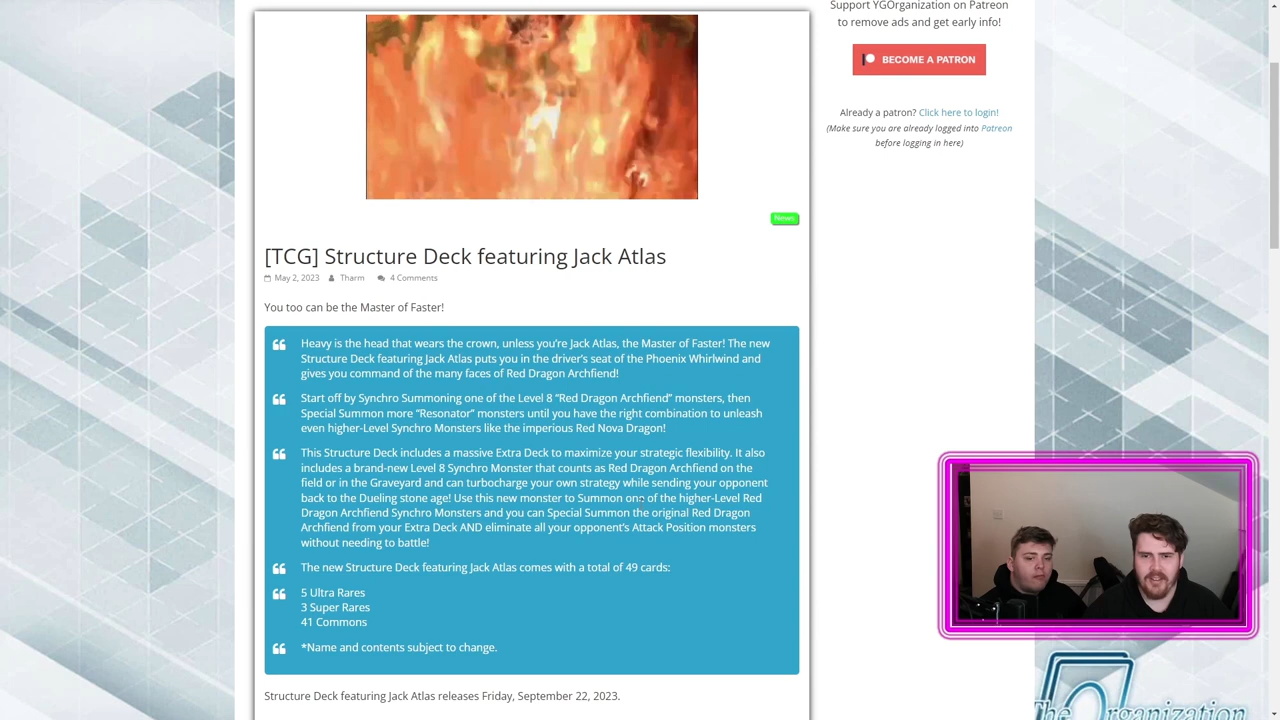 Support YGOrganization on Patreon
to remove ads and get early info!
BECOME A PATRON
Already a patron? Click here to login!
(Make sure you are already logged into Patreon
before logging in here)
News
[TCG] Structure Deck featuring Jack Atlas
May 2, 2023 Tharm 4 Comments
You too can be the Master of Faster!
Heavy is the head that wears the crown, unless you’re Jack Atlas, the Master of Faster! The new
Structure Deck featuring Jack Atlas puts you in the driver’s seat of the Phoenix Whirlwind and
gives you command of the many faces of Red Dragon Archfiend!
Start off by Synchro Summoning one of the Level 8 “Red Dragon Archfiend” monsters, then
Special Summon more “Resonator” monsters until you have the right combination to unleash
even higher-Level Synchro Monsters like the imperious Red Nova Dragon!
This Structure Deck includes a massive Extra Deck to maximize your strategic flexibility. It also
includes a brand-new Level 8 Synchro Monster that counts as Red Dragon Archfiend on the
field or in the Graveyard and can turbocharge your own strategy while sending your opponent
back to the Dueling stone age! Use this new monster to Summon one of the higher-Level Red
Dragon Archfiend Synchro Monsters and you can Special Summon the original Red Dragon
Archfiend from your Extra Deck AND eliminate all your opponent’s Attack Position monsters
without needing to battle!
The new Structure Deck featuring Jack Atlas comes with a total of 49 cards:
5 Ultra Rares
3 Super Rares
41 Commons
*Name and contents subject to change.
Structure Deck featuring Jack Atlas releases Friday, September 22, 2023.
The Organization